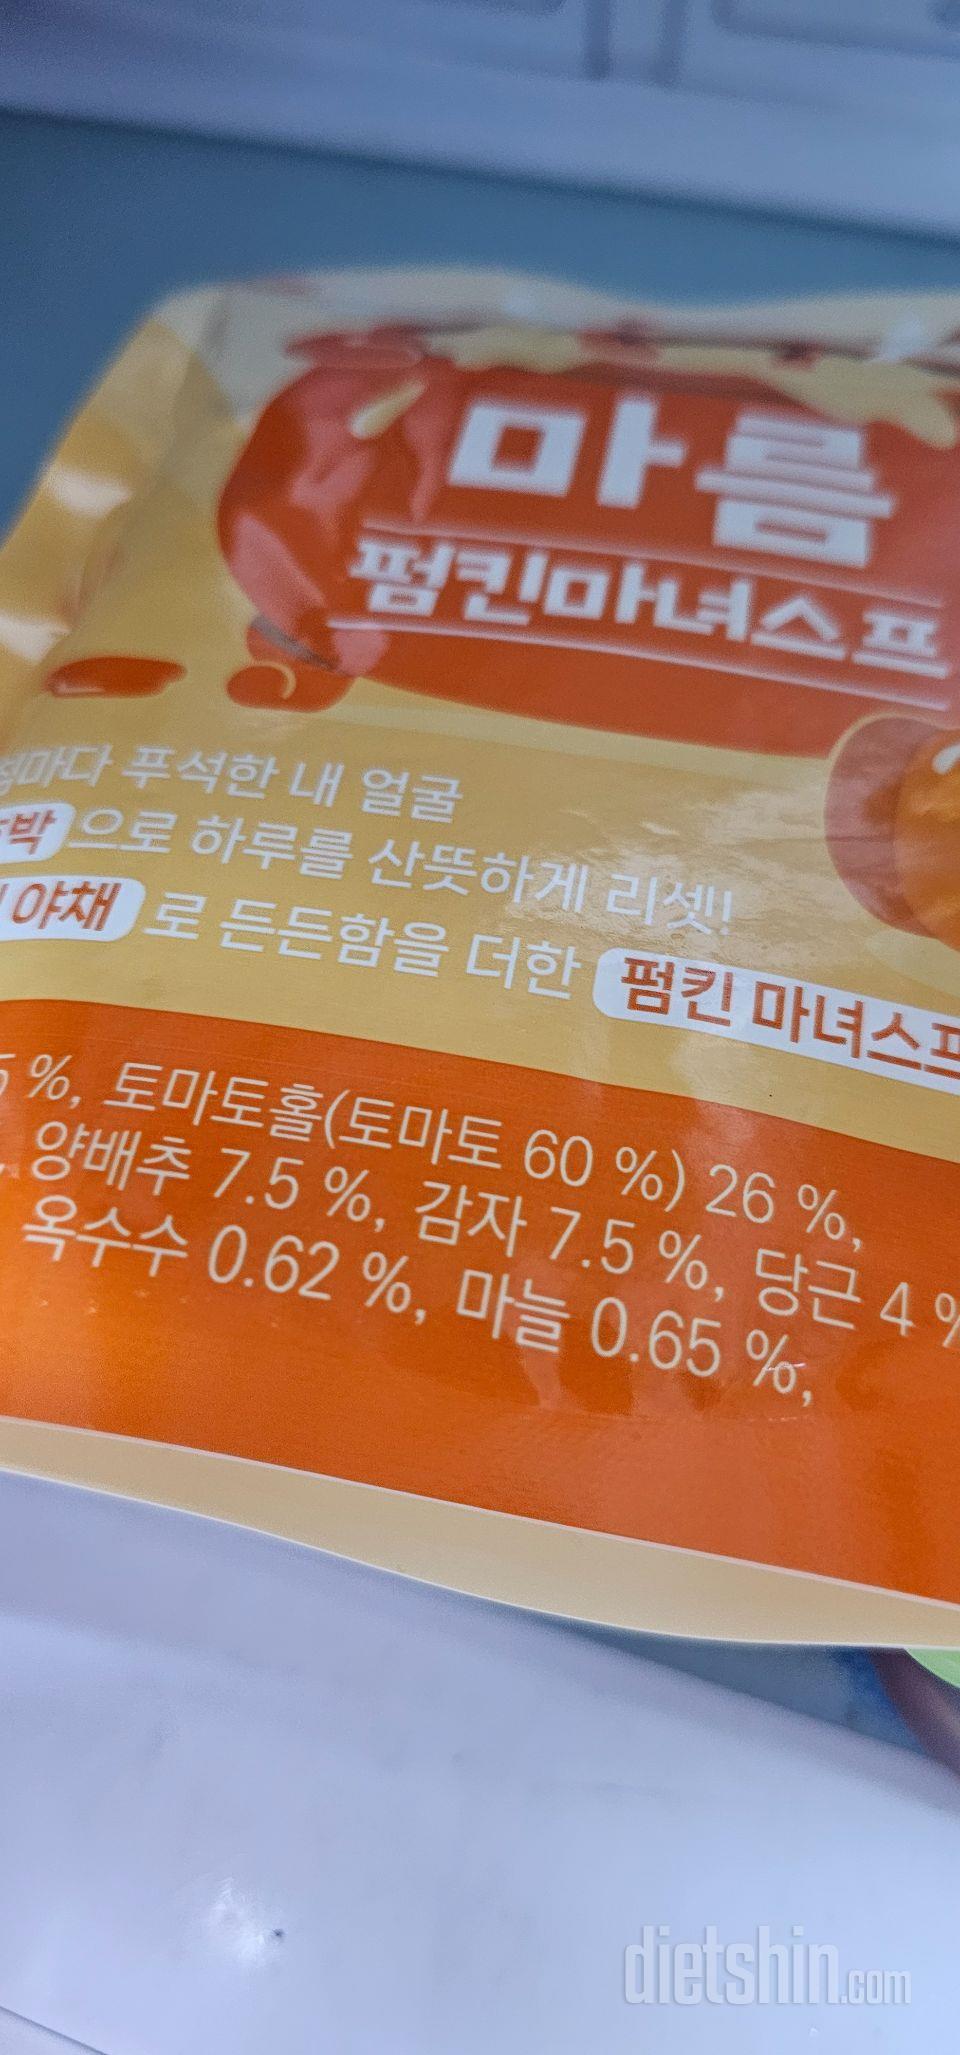 마름
펌킨마녀스프
푸석한 내 얼굴
으로 하루를 산뜻하게 리셋!
야채 로 든든함을 더한 펌킨 마녀스프
%, 토마토홀(토마토 60 %) 26 %,
양배추 7.5 %, 감자 7.5 %, 당근 4 %
옥수수 0.62 %, 마늘 0.65 %,
dietshin.com